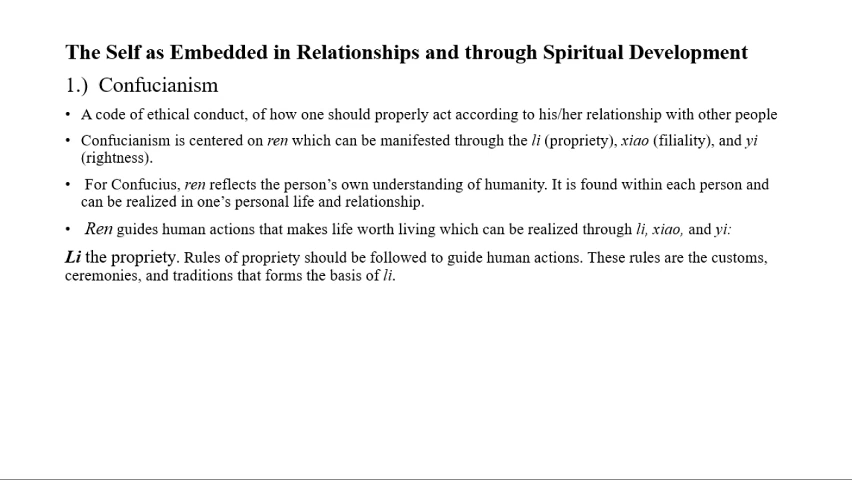 The Self as Embedded in Relationships and through Spiritual Development
1.) Confucianism
• A code of ethical conduct, of how one should properly act according to his/her relationship with other people
• Confucianism is centered on ren which can be manifested through the li (propriety), xiao (filiality), and yi
(rightness).
• For Confucius, ren reflects the person’s own understanding of humanity. It is found within each person and
can be realized in one’s personal life and relationship.
• Ren guides human actions that makes life worth living which can be realized through li, xiao, and yi:
Li the propriety. Rules of propriety should be followed to guide human actions. These rules are the customs,
ceremonies, and traditions that forms the basis of li.